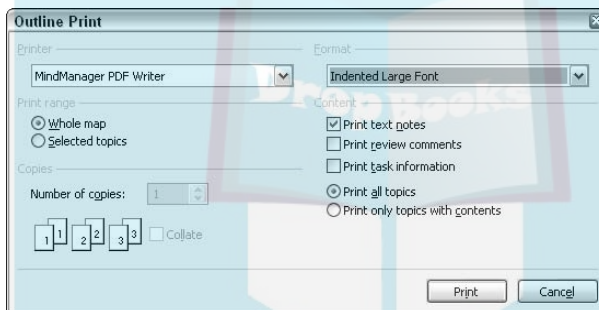 Outline Print
Printer
MindManager PDF Writer
Print range
Whole map
Selected topics
Copies
Number of copies: 1
1 1 2 2 3 3 Collate
Format
Indented Large Font
Content
Print text notes
Print review comments
Print task information
Print all topics
Print only topics with contents
Drop Books
Print Cancel